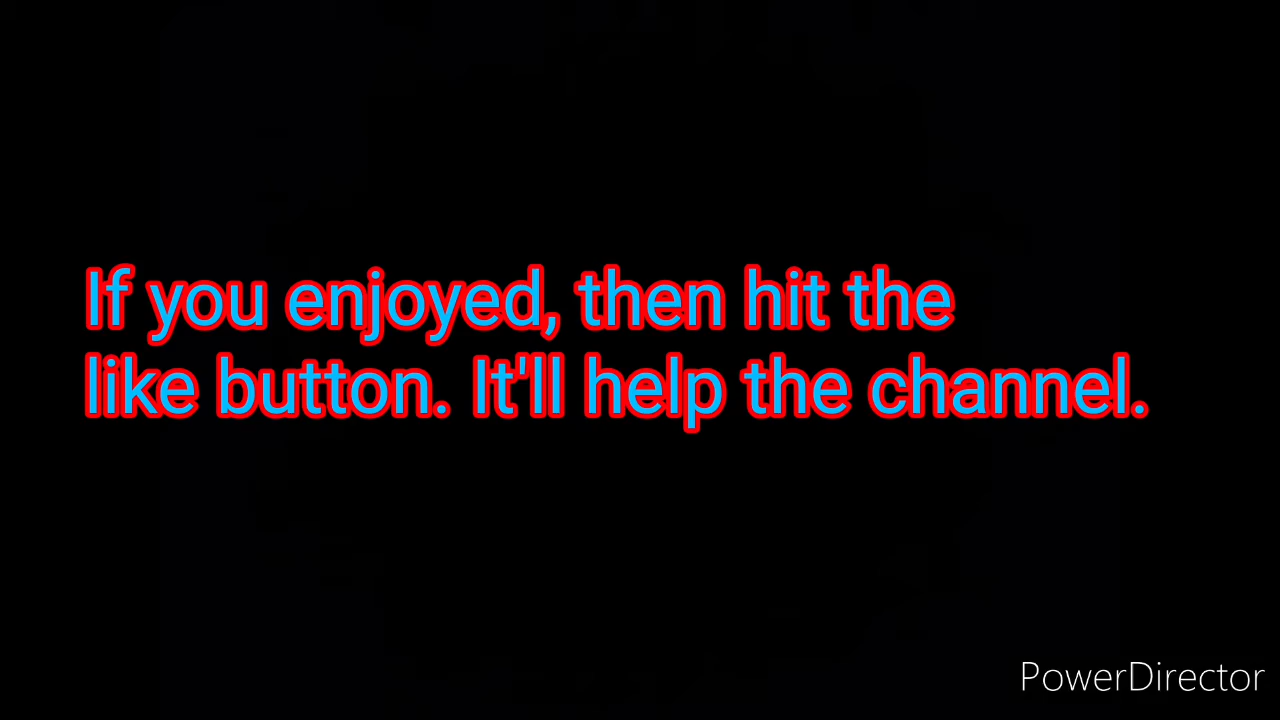 If you enjoyed, then hit the
like button. It'll help the channel.
PowerDirector